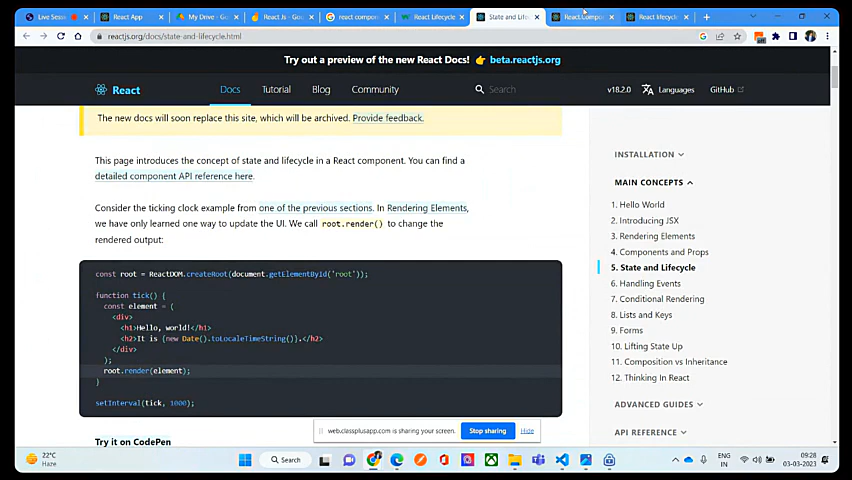 Live Sessi
React App
My Drive - Go
React Js - Goo
react compone
React Lifecycle
State and Life
React Compo
React lifecycle
reactjs.org/docs/state-and-lifecycle.html
Try out a preview of the new React Docs! 👉 beta.reactjs.org
React
Docs
Tutorial
Blog
Community
Search
v18.2.0
Languages
GitHub
The new docs will soon replace this site, which will be archived. Provide feedback.
This page introduces the concept of state and lifecycle in a React component. You can find a
detailed component API reference here.
Consider the ticking clock example from one of the previous sections. In Rendering Elements,
we have only learned one way to update the UI. We call root.render() to change the
rendered output:
const root = ReactDOM.createRoot(document.getElementById('root'));
function tick() {
const element = (
<div>
<h1>Hello, world!</h1>
<h2>It is {new Date().toLocaleTimeString()}.</h2>
</div>
);
root.render(element);
}
setInterval(tick, 1000);
Try it on CodePen
INSTALLATION
MAIN CONCEPTS
1. Hello World
2. Introducing JSX
3. Rendering Elements
4. Components and Props
5. State and Lifecycle
6. Handling Events
7. Conditional Rendering
8. Lists and Keys
9. Forms
10. Lifting State Up
11. Composition vs Inheritance
12. Thinking In React
ADVANCED GUIDES
API REFERENCE
web.classplusapp.com is sharing your screen.
Stop sharing
Hide
22°C
Haze
Search
ENG
IN
09:28
03-03-2023